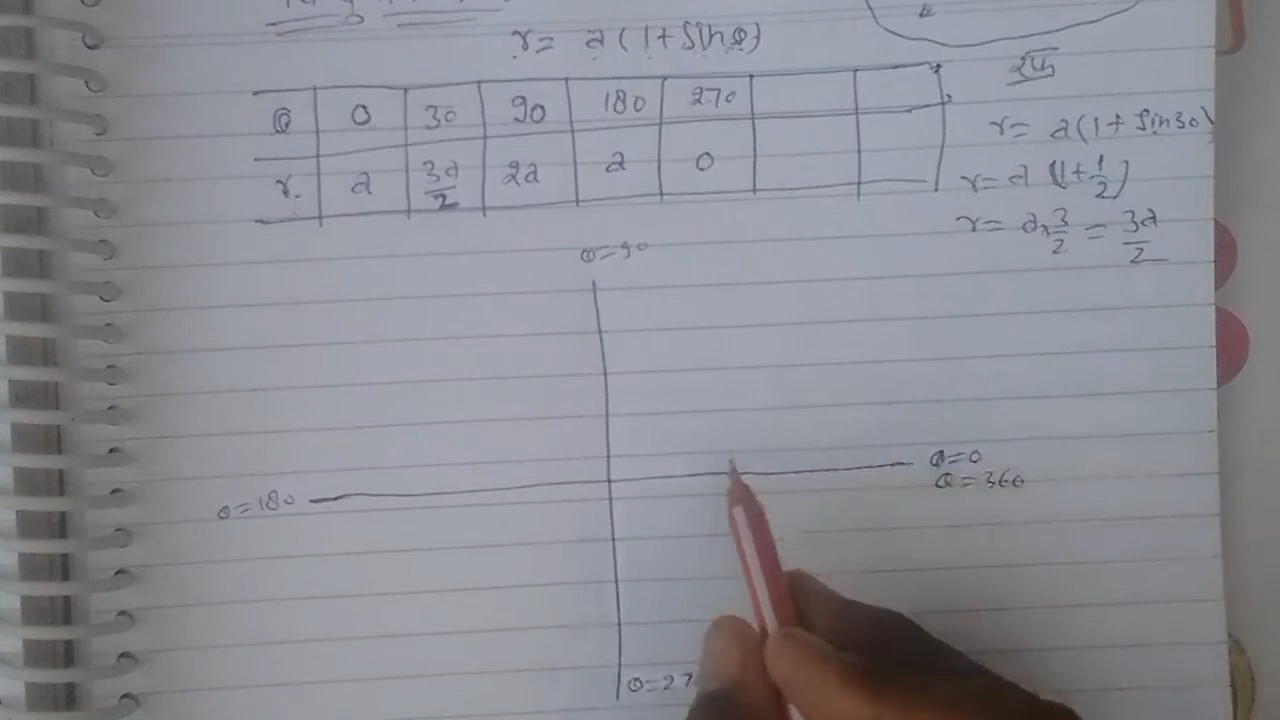 r = a(1+sinθ)
θ 0 30 90 180 270
r. a 3a/2 2a a 0
r = a(1+sin30)
r = a (1+1/2)
r = a×3/2 = 3a/2
θ=90
θ=0
θ=360
θ=180
θ=27